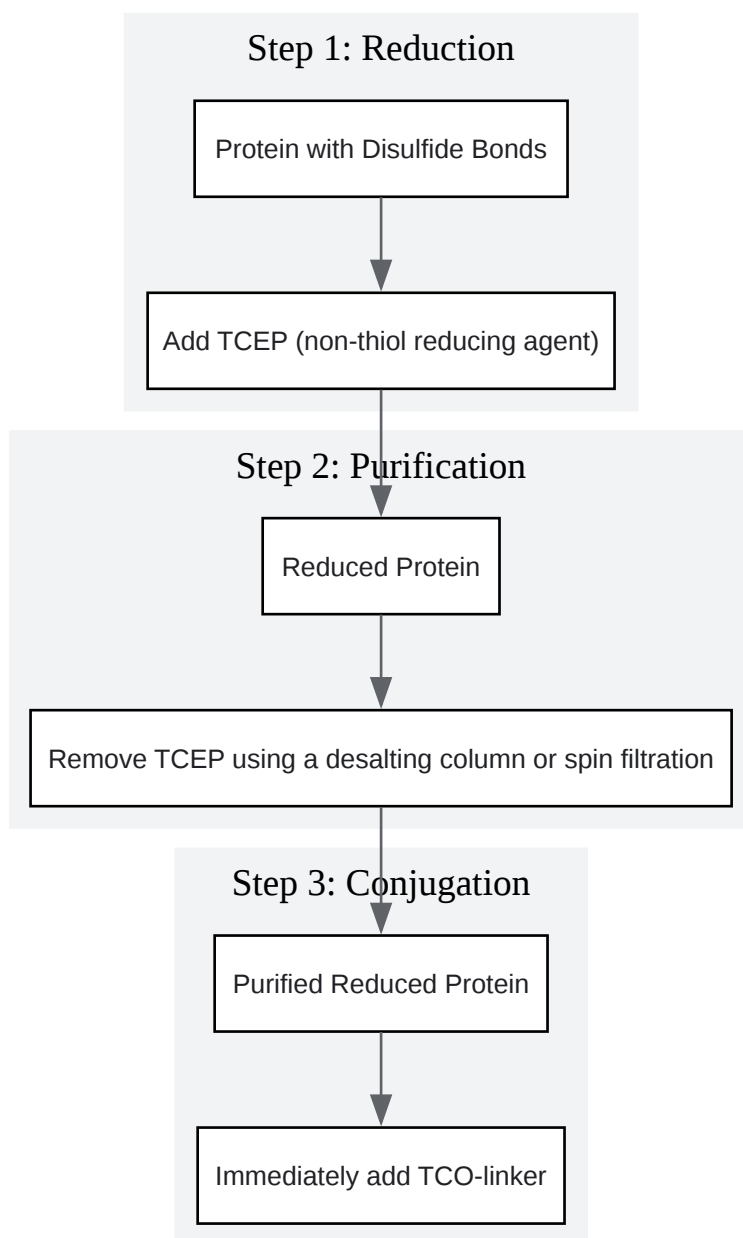 Step 1: Reduction
Protein with Disulfide Bonds
Add TCEP (non-thiol reducing agent)
Step 2: Purification
Reduced Protein
Remove TCEP using a desalting column or spin filtration
Step 3: Conjugation
Purified Reduced Protein
Immediately add TCO-linker